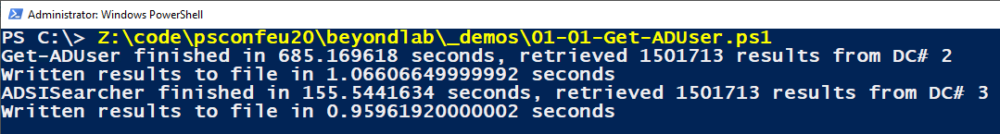 Administrator: Windows PowerShell
PS C:\> Z:\code\psconfeu20\beyondlab\_demos\01-01-Get-ADUser.ps1
Get-ADUser finished in 685.169618 seconds, retrieved 1501713 results from DC# 2
Written results to file in 1.06606649999992 seconds
ADSISearcher finished in 155.5441634 seconds, retrieved 1501713 results from DC# 3
Written results to file in 0.95961920000002 seconds